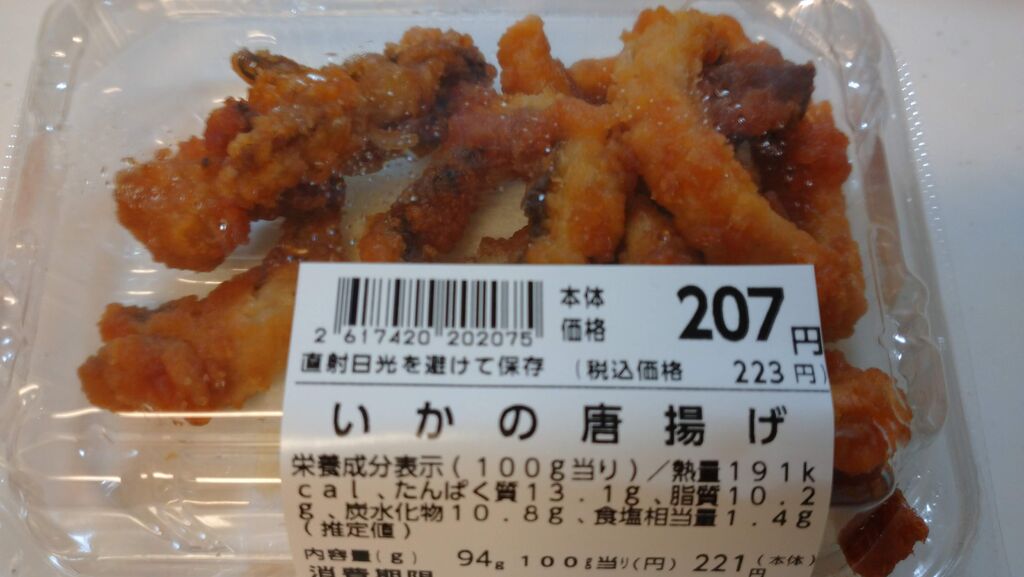 本体価格 207円
2 617420 202075
直射日光を避けて保存 (税込価格 223円)
いかの唐揚げ
栄養成分表示(100g当り)/熱量191k
cal、たんぱく質13.1g、脂質10.2
g、炭水化物10.8g、食塩相当量1.4g
(推定値)
内容量(g) 94g 100g当り(円) 221円(本体)
消費期限